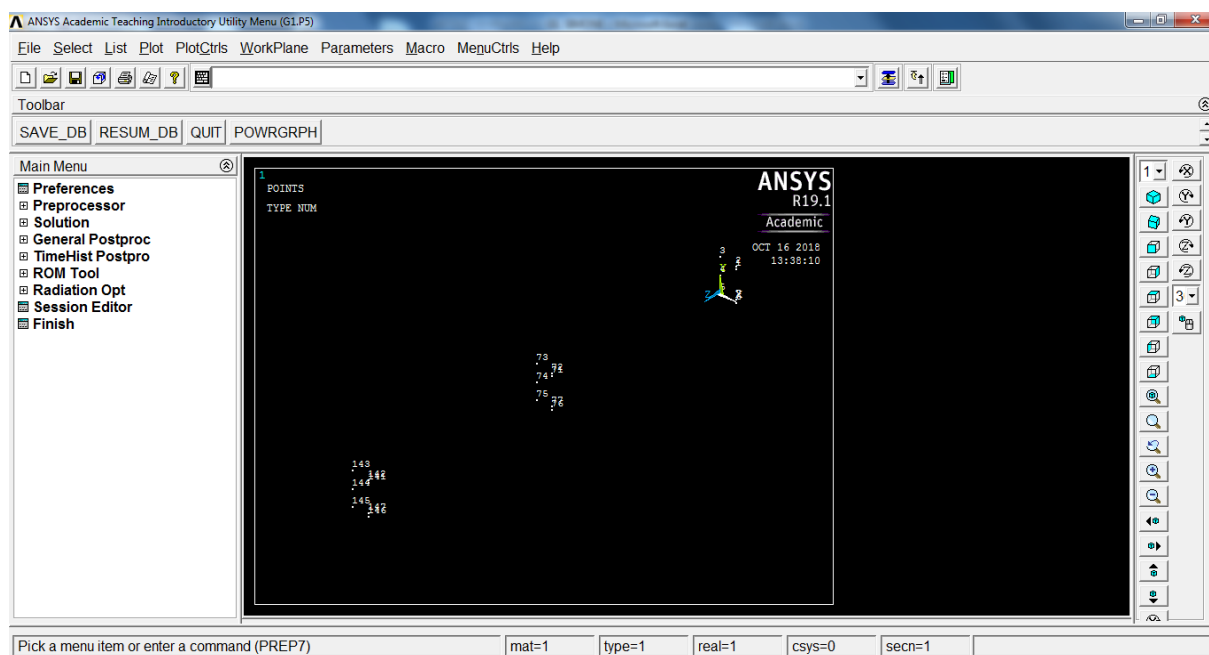 ANSYS Academic Teaching Introductory Utility Menu (G1.P5)
File Select List Plot PlotCtrls WorkPlane Parameters Macro MenuCtrls Help
Toolbar
SAVE_DB RESUM_DB QUIT POWRGRPH
Main Menu
Preferences
Preprocessor
Solution
General Postproc
TimeHist Postpro
ROM Tool
Radiation Opt
Session Editor
Finish
1
POINTS
TYPE NUM
ANSYS
R19.1
Academic
OCT 16 2018
13:38:10
3
Y
Z
73
74
75
76
143
144
145
146
1
3
Pick a menu item or enter a command (PREP7)
mat=1
type=1
real=1
csys=0
secn=1